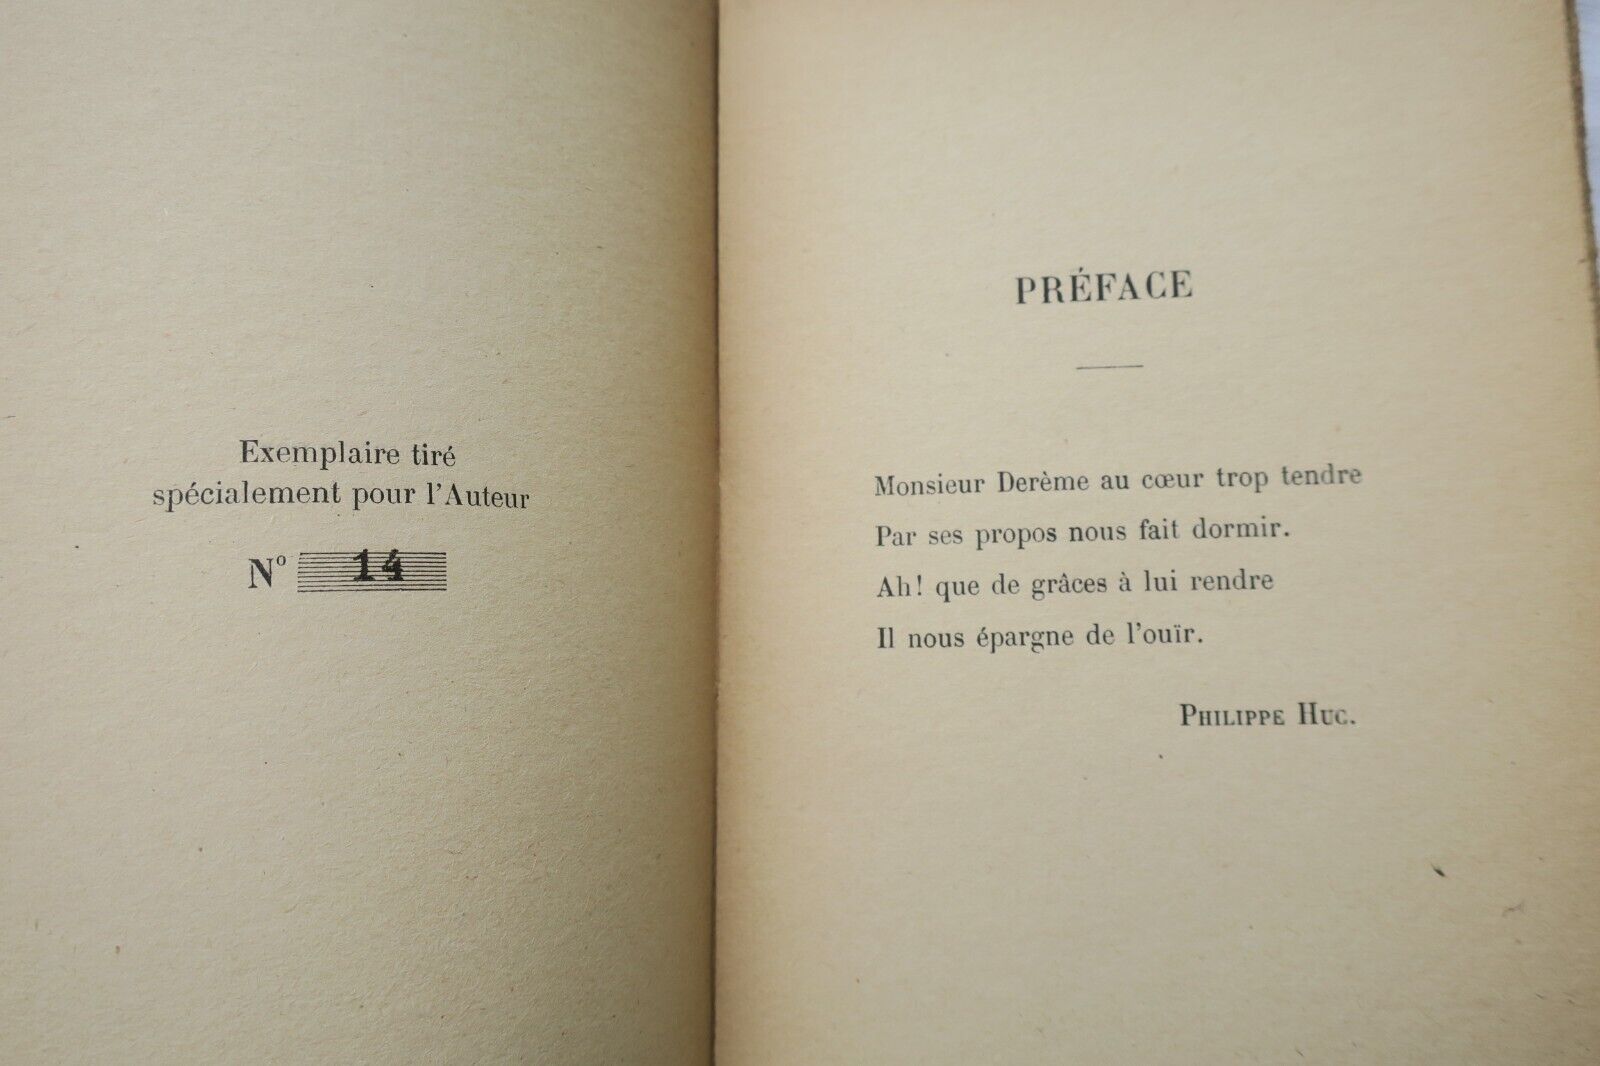 Exemplaire tiré
spécialement pour l'Auteur
Nº 14
PRÉFACE
Monsieur Derème au cœur trop tendre
Par ses propos nous fait dormir.
Ah! que de grâces à lui rendre
Il nous épargne de l'ouïr.
PHILIPPE HUC.